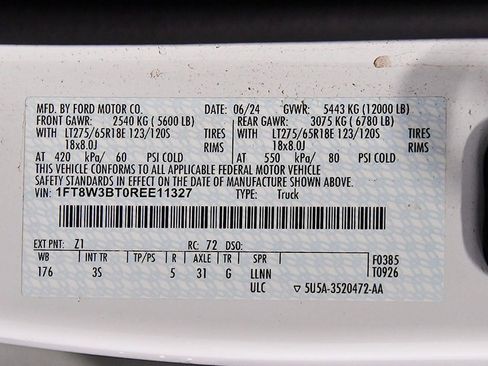 MFD. BY FORD MOTOR CO. DATE: 06/24 GVWR: 5443 KG (12000 LB)
FRONT GAWR: 2540 KG (5600 LB) REAR GAWR: 3075 KG (6780 LB)
WITH LT275/65R18E 123/120S TIRES WITH LT275/65R18E 123/120S TIRES
18x8.0J RIMS 18x8.0J RIMS
AT 420 kPa/ 60 PSI COLD AT 550 kPa/ 80 PSI COLD
THIS VEHICLE CONFORMS TO ALL APPLICABLE FEDERAL MOTOR VEHICLE
SAFETY STANDARDS IN EFFECT ON THE DATE OF MANUFACTURE SHOWN ABOVE.
VIN: 1FT8W3BT0REE11327 TYPE: Truck
EXT PNT: Z1 RC: 72 DSO:
WB INT TR TP/PS R AXLE TR SPR F0385
176 3S 5 31 G LLNN T0926
ULC ▽ 5U5A-3520472-AA